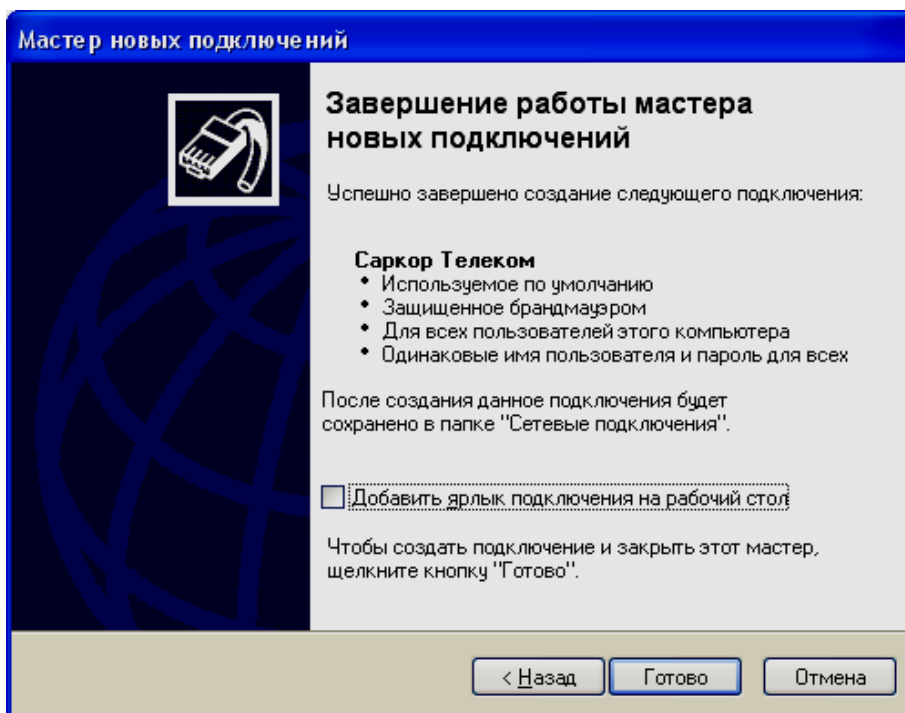 Мастер новых подключений
Завершение работы мастера
новых подключений
Успешно завершено создание следующего подключения:
Саркор Телеком
• Используемое по умолчанию
• Защищенное брандмауэром
• Для всех пользователей этого компьютера
• Одинаковые имя пользователя и пароль для всех
После создания данное подключения будет
сохранено в папке "Сетевые подключения".
Добавить ярлык подключения на рабочий стол
Чтобы создать подключение и закрыть этот мастер,
щелкните кнопку "Готово".
< Назад
Готово
Отмена